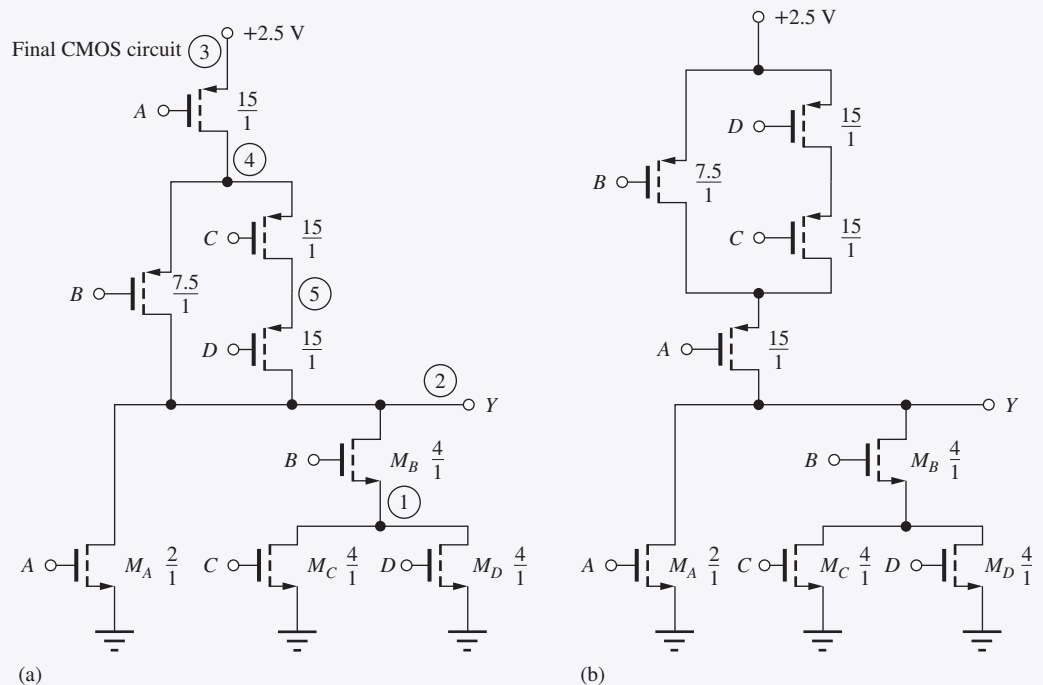 +2.5 V
Final CMOS circuit 3
A 15/1
4
C 15/1
B 7.5/1
5
D 15/1
2
Y
B M_B 4/1
1
A M_A 2/1
C M_C 4/1
D M_D 4/1
(a)
+2.5 V
D 15/1
B 7.5/1
C 15/1
A 15/1
Y
B M_B 4/1
A M_A 2/1
C M_C 4/1
D M_D 4/1
(b)